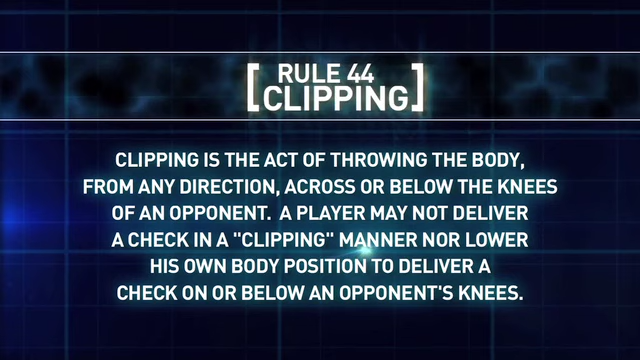 [RULE 44
CLIPPING]
CLIPPING IS THE ACT OF THROWING THE BODY,
FROM ANY DIRECTION, ACROSS OR BELOW THE KNEES
OF AN OPPONENT. A PLAYER MAY NOT DELIVER
A CHECK IN A "CLIPPING" MANNER NOR LOWER
HIS OWN BODY POSITION TO DELIVER A
CHECK ON OR BELOW AN OPPONENT'S KNEES.